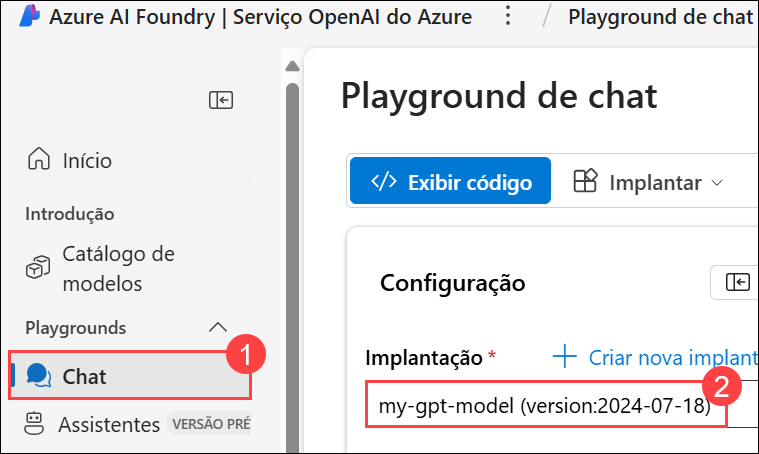 Azure AI Foundry | Serviço OpenAI do Azure / Playground de chat
Playground de chat
Início
Exibir código
Implantar
Introdução
Catálogo de
modelos
Configuração
Playgrounds
1
Implantação *
Criar nova implant
Chat
2
my-gpt-model (version:2024-07-18)
Assistentes
VERSÃO PRÉ